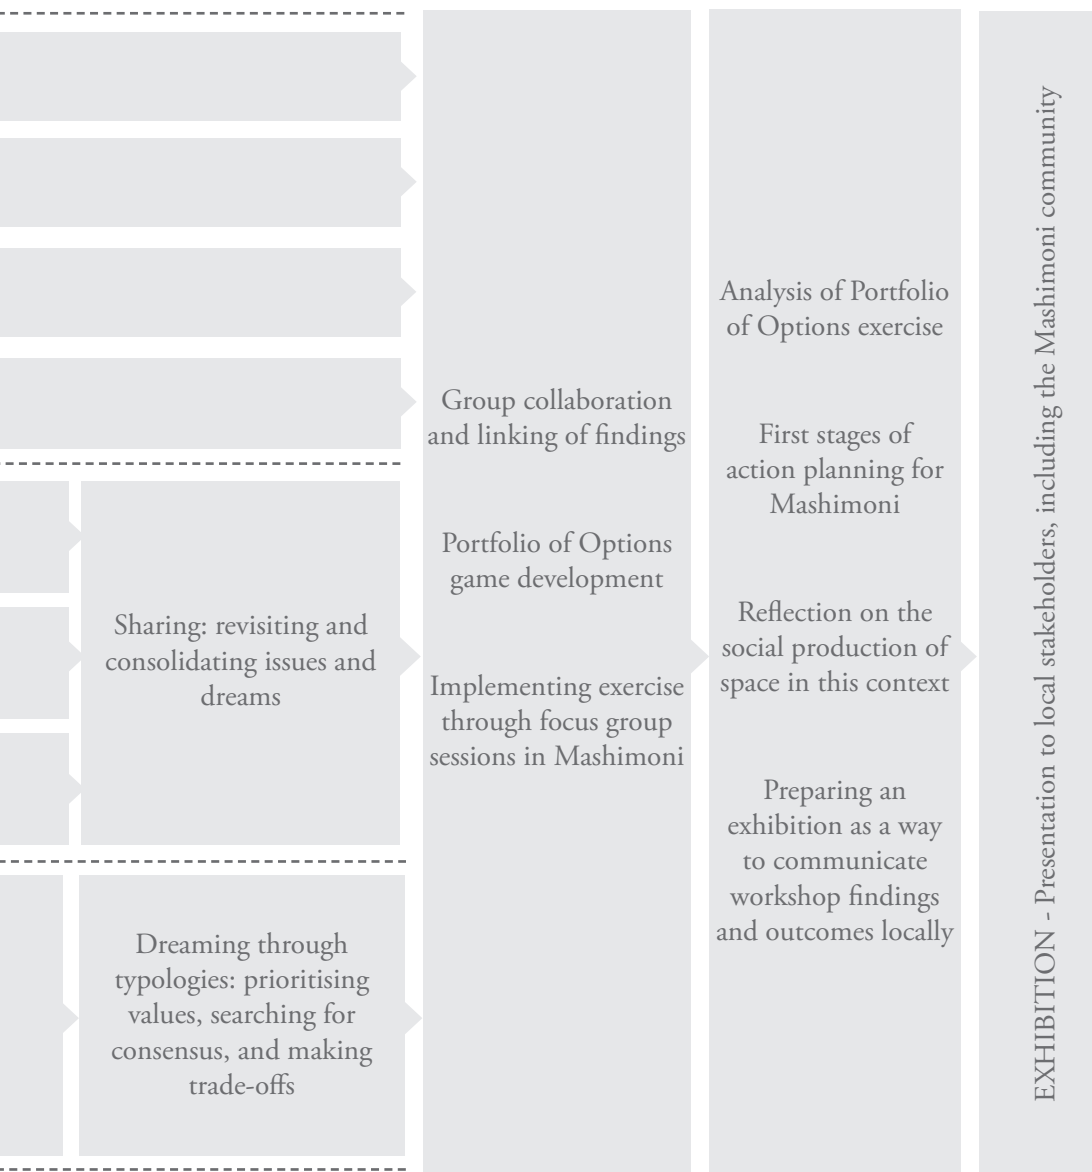 Sharing: revisiting and
consolidating issues and
dreams
Dreaming through
typologies: prioritising
values, searching for
consensus, and making
trade-offs
Group collaboration
and linking of findings
Portfolio of Options
game development
Implementing exercise
through focus group
sessions in Mashimoni
Analysis of Portfolio
of Options exercise
First stages of
action planning for
Mashimoni
Reflection on the
social production of
space in this context
Preparing an
exhibition as a way
to communicate
workshop findings
and outcomes locally
EXHIBITION - Presentation to local stakeholders, including the Mashimoni community